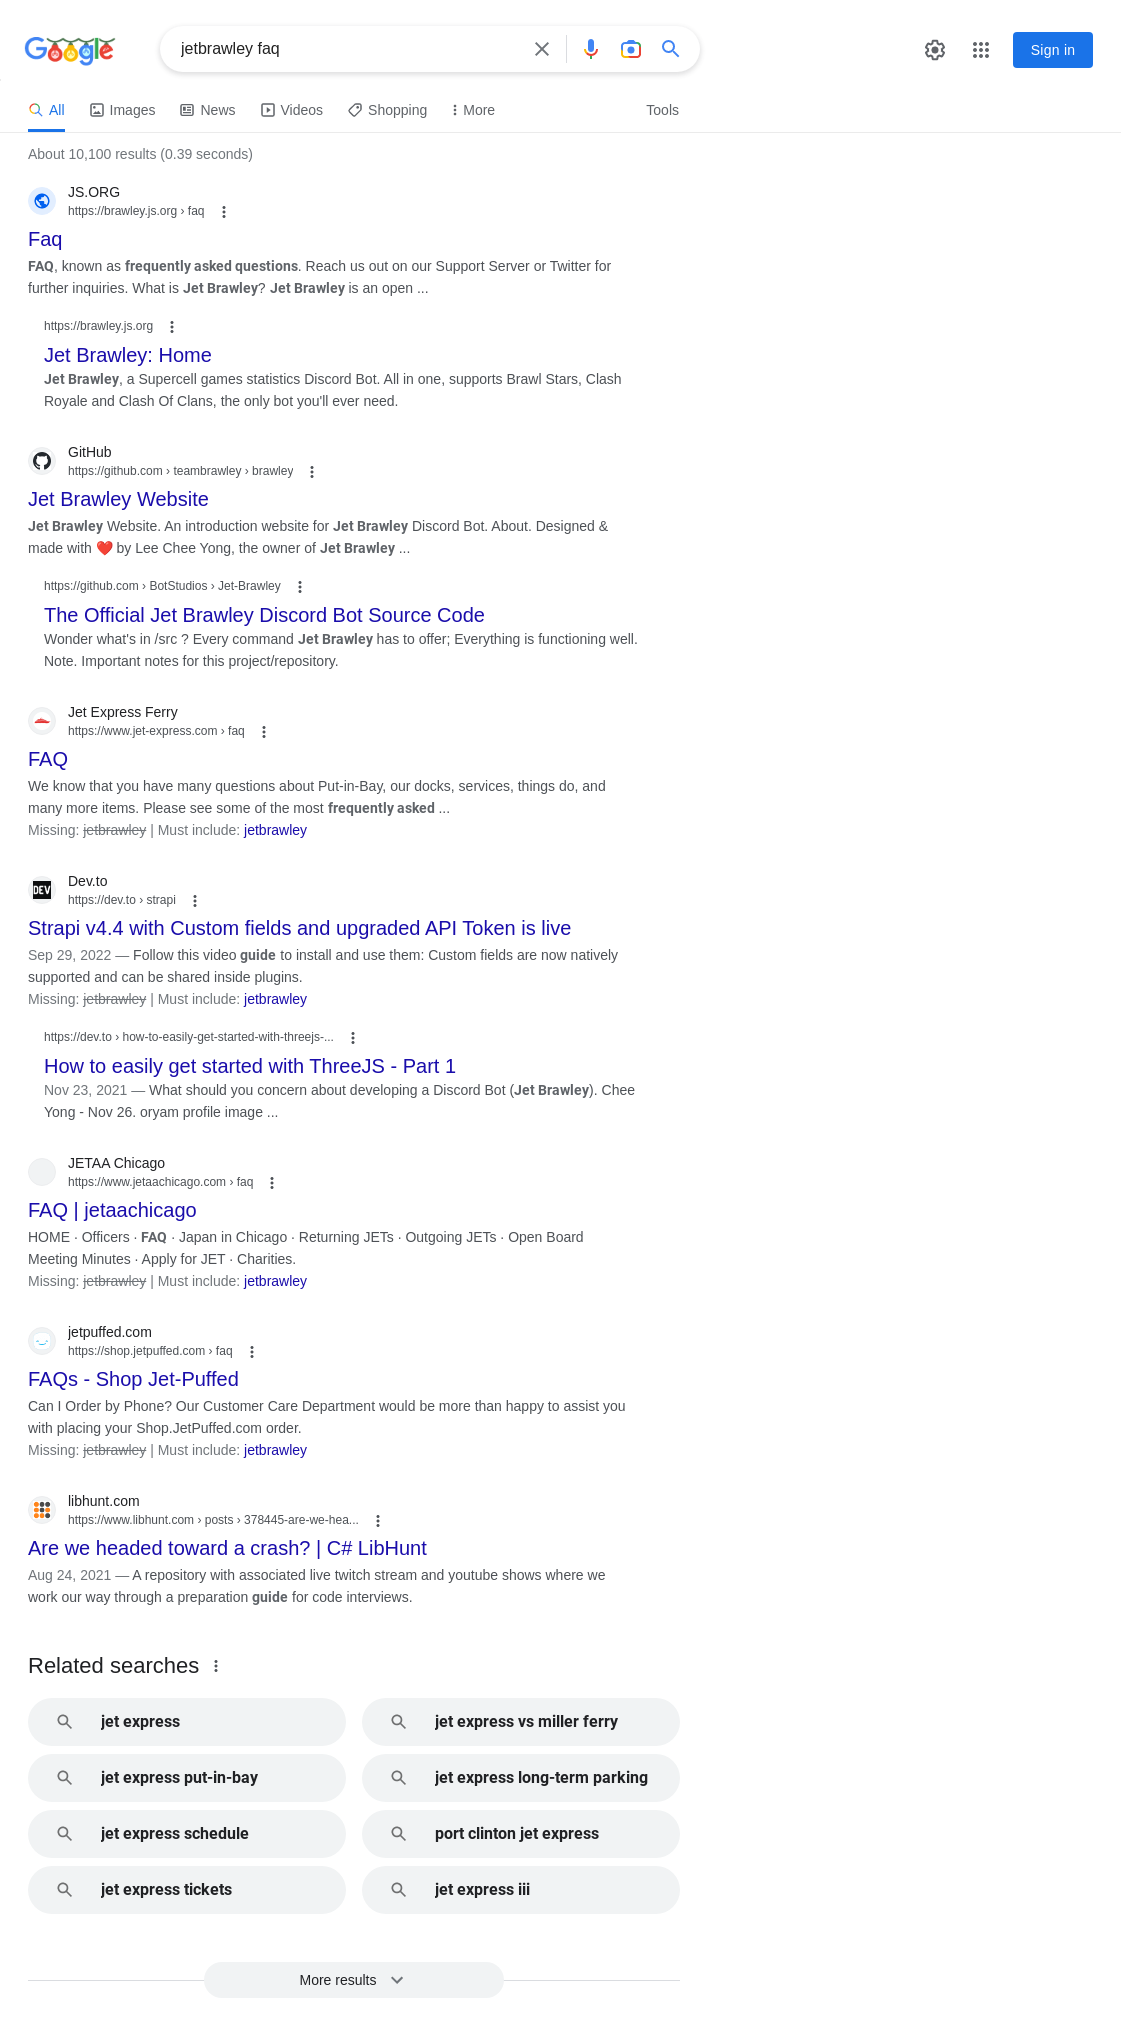 Google
jetbrawley faq
Sign in
All
Images
News
Videos
Shopping
More
Tools
About 10,100 results (0.39 seconds)
JS.ORG
https://brawley.js.org › faq
Faq
FAQ, known as frequently asked questions. Reach us out on our Support Server or Twitter for
further inquiries. What is Jet Brawley? Jet Brawley is an open ...
https://brawley.js.org
Jet Brawley: Home
Jet Brawley, a Supercell games statistics Discord Bot. All in one, supports Brawl Stars, Clash
Royale and Clash Of Clans, the only bot you'll ever need.
GitHub
https://github.com › teambrawley › brawley
Jet Brawley Website
Jet Brawley Website. An introduction website for Jet Brawley Discord Bot. About. Designed &
made with ❤️ by Lee Chee Yong, the owner of Jet Brawley ...
https://github.com › BotStudios › Jet-Brawley
The Official Jet Brawley Discord Bot Source Code
Wonder what's in /src ? Every command Jet Brawley has to offer; Everything is functioning well.
Note. Important notes for this project/repository.
Jet Express Ferry
https://www.jet-express.com › faq
FAQ
We know that you have many questions about Put-in-Bay, our docks, services, things do, and
many more items. Please see some of the most frequently asked ...
Missing: jetbrawley | Must include: jetbrawley
DEV
Dev.to
https://dev.to › strapi
Strapi v4.4 with Custom fields and upgraded API Token is live
Sep 29, 2022 — Follow this video guide to install and use them: Custom fields are now natively
supported and can be shared inside plugins.
Missing: jetbrawley | Must include: jetbrawley
https://dev.to › how-to-easily-get-started-with-threejs-...
How to easily get started with ThreeJS - Part 1
Nov 23, 2021 — What should you concern about developing a Discord Bot (Jet Brawley). Chee
Yong - Nov 26. oryam profile image ...
JETAA Chicago
https://www.jetaachicago.com › faq
FAQ | jetaachicago
HOME · Officers · FAQ · Japan in Chicago · Returning JETs · Outgoing JETs · Open Board
Meeting Minutes · Apply for JET · Charities.
Missing: jetbrawley | Must include: jetbrawley
jetpuffed.com
https://shop.jetpuffed.com › faq
FAQs - Shop Jet-Puffed
Can I Order by Phone? Our Customer Care Department would be more than happy to assist you
with placing your Shop.JetPuffed.com order.
Missing: jetbrawley | Must include: jetbrawley
libhunt.com
https://www.libhunt.com › posts › 378445-are-we-hea...
Are we headed toward a crash? | C# LibHunt
Aug 24, 2021 — A repository with associated live twitch stream and youtube shows where we
work our way through a preparation guide for code interviews.
Related searches
jet express
jet express vs miller ferry
jet express put-in-bay
jet express long-term parking
jet express schedule
port clinton jet express
jet express tickets
jet express iii
More results